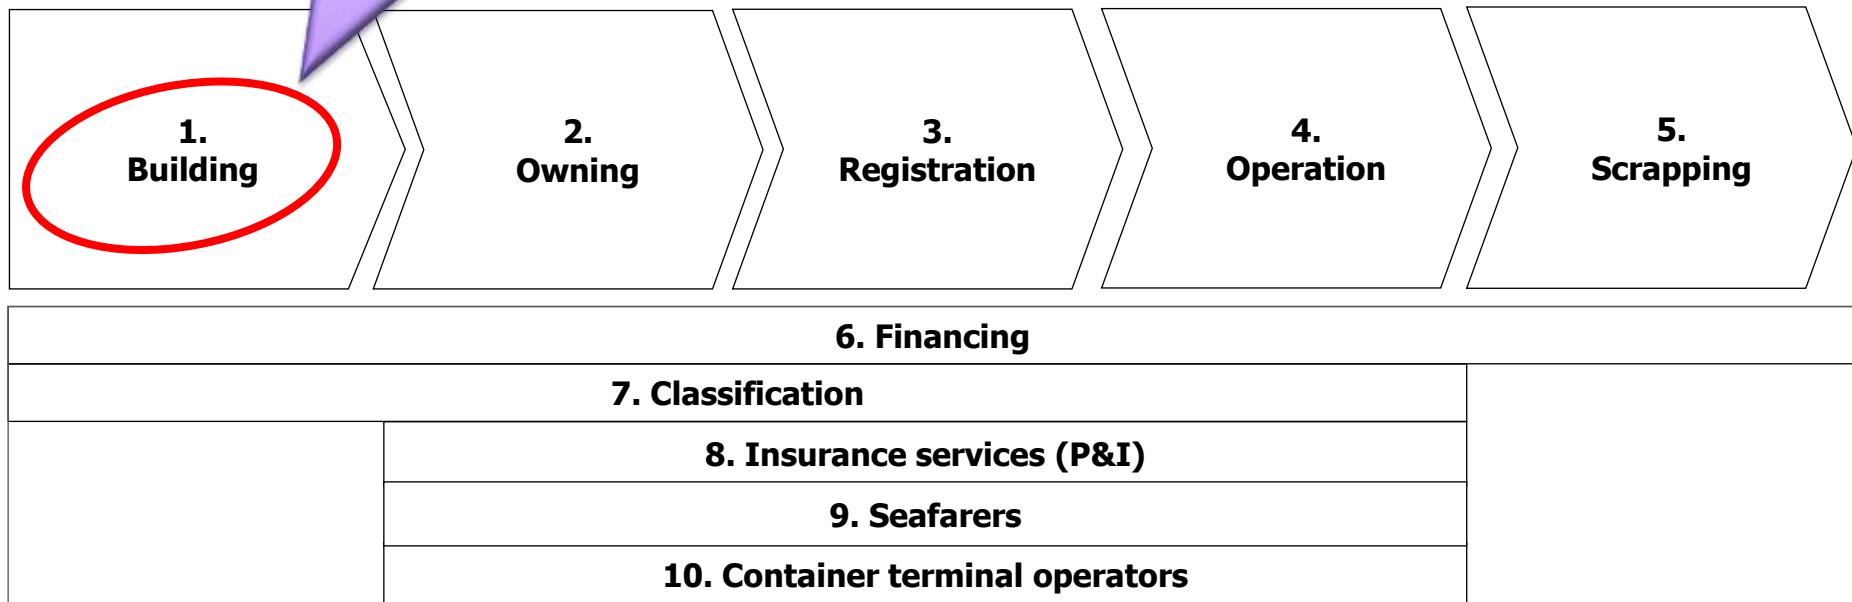 1.
Building
2.
Owning
3.
Registration
4.
Operation
5.
Scrapping
6. Financing
7. Classification
8. Insurance services (P&I)
9. Seafarers
10. Container terminal operators